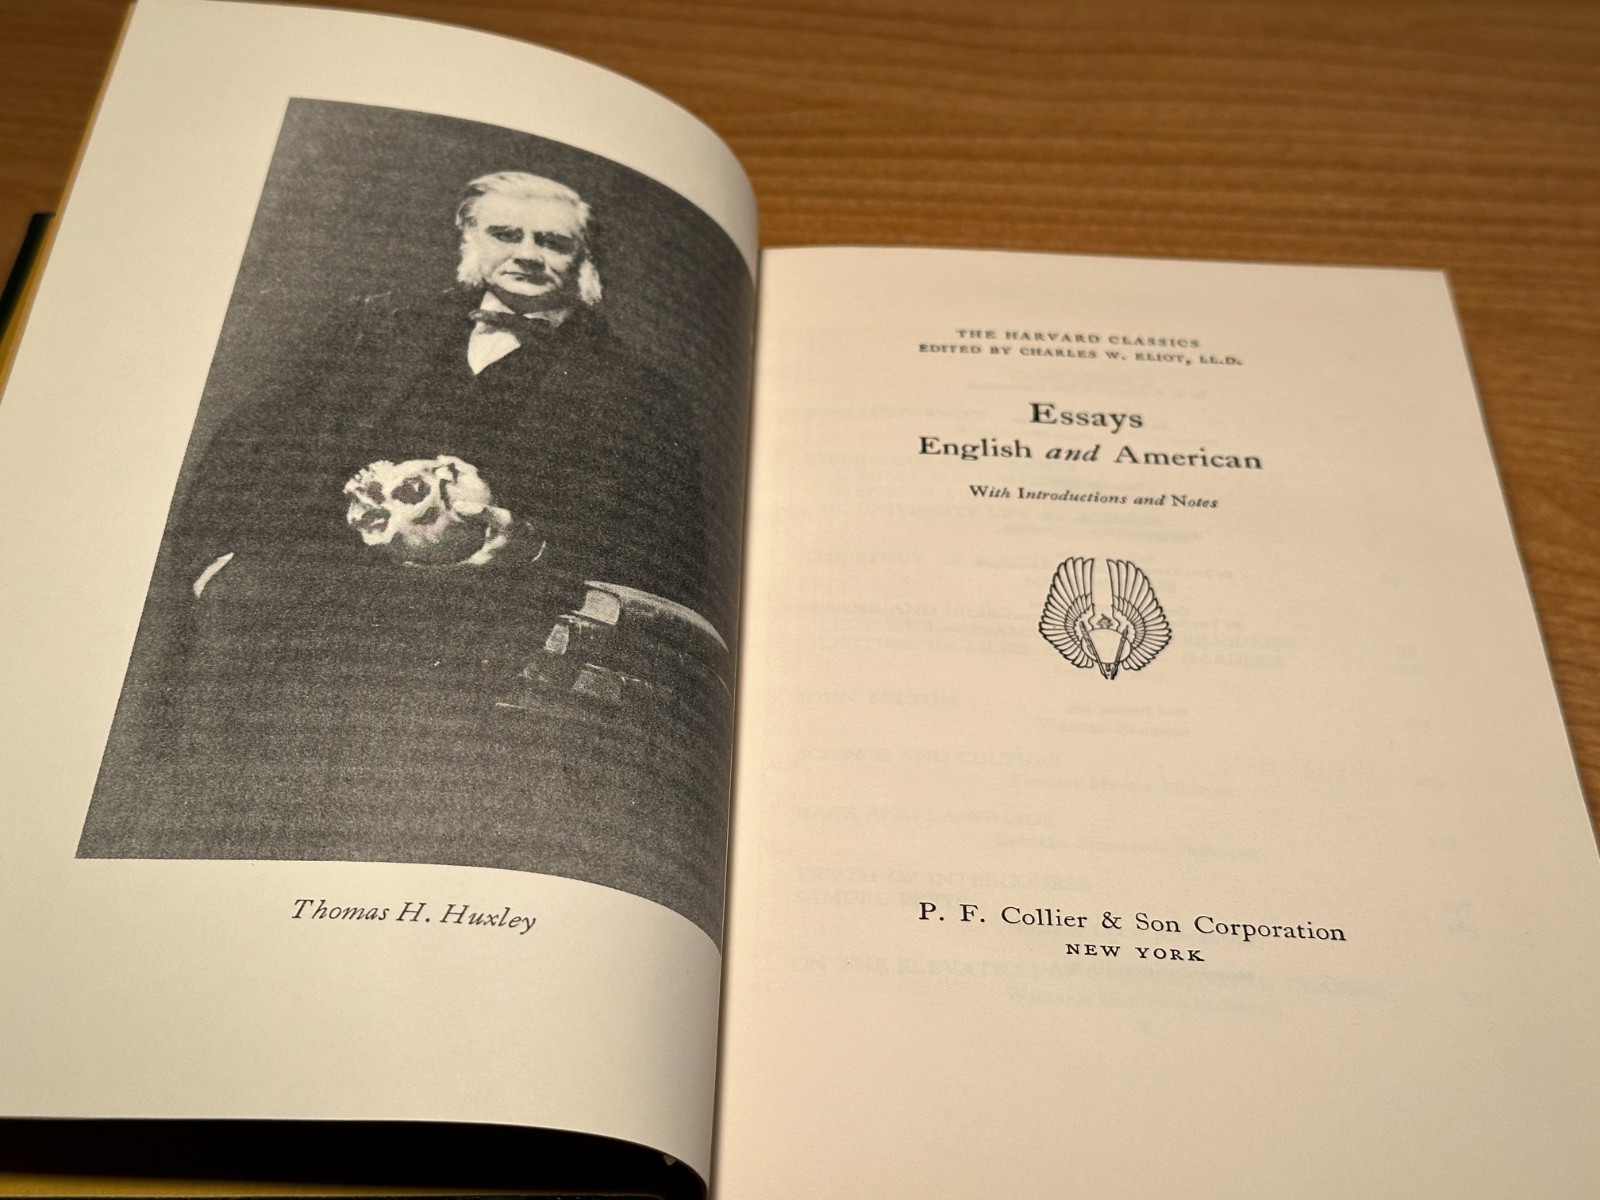 Thomas H. Huxley
THE HARVARD CLASSICS
EDITED BY CHARLES W. ELIOT, LL.D.
Essays
English and American
With Introductions and Notes
P. F. Collier & Son Corporation
NEW YORK